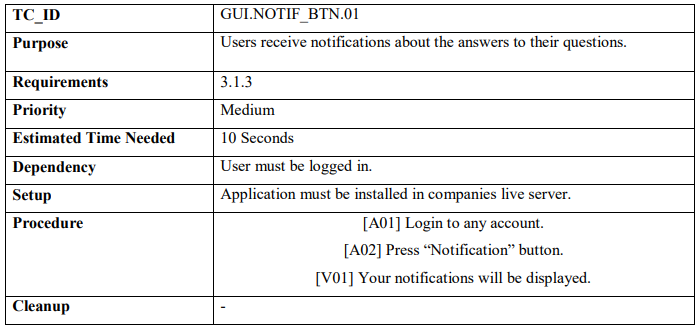 TC_ID GUI.NOTIF_BTN.01
Purpose Users receive notifications about the answers to their questions.
Requirements 3.1.3
Priority Medium
Estimated Time Needed 10 Seconds
Dependency User must be logged in.
Setup Application must be installed in companies live server.
Procedure [A01] Login to any account.
[A02] Press “Notification” button.
[V01] Your notifications will be displayed.
Cleanup -